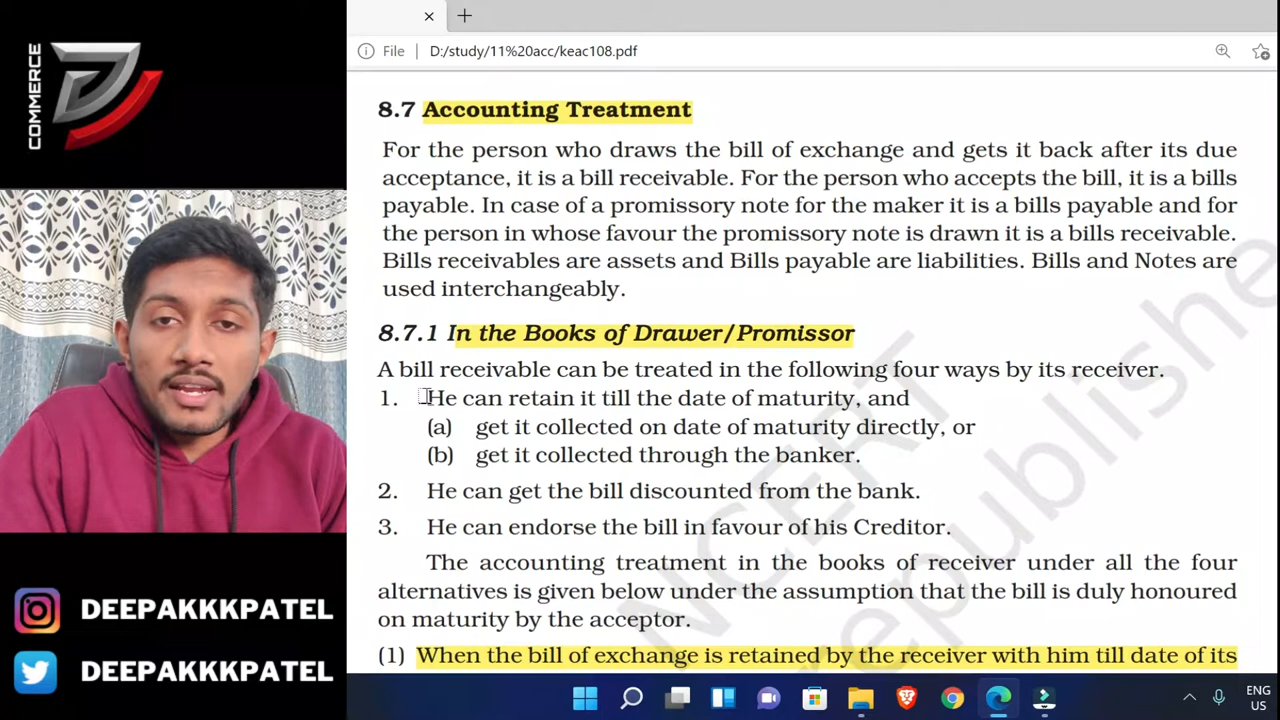 COMMERCE
File
D:/study/11%20acc/keac108.pdf
8.7 Accounting Treatment
For the person who draws the bill of exchange and gets it back after its due
acceptance, it is a bill receivable. For the person who accepts the bill, it is a bills
payable. In case of a promissory note for the maker it is a bills payable and for
the person in whose favour the promissory note is drawn it is a bills receivable.
Bills receivables are assets and Bills payable are liabilities. Bills and Notes are
used interchangeably.
8.7.1 In the Books of Drawer/Promissor
A bill receivable can be treated in the following four ways by its receiver.
1. He can retain it till the date of maturity, and
(a) get it collected on date of maturity directly, or
(b) get it collected through the banker.
2. He can get the bill discounted from the bank.
3. He can endorse the bill in favour of his Creditor.
The accounting treatment in the books of receiver under all the four
alternatives is given below under the assumption that the bill is duly honoured
on maturity by the acceptor.
(1) When the bill of exchange is retained by the receiver with him till date of its
NCERT
republishe
DEEPAKKKPATEL
DEEPAKKKPATEL
ENG
US